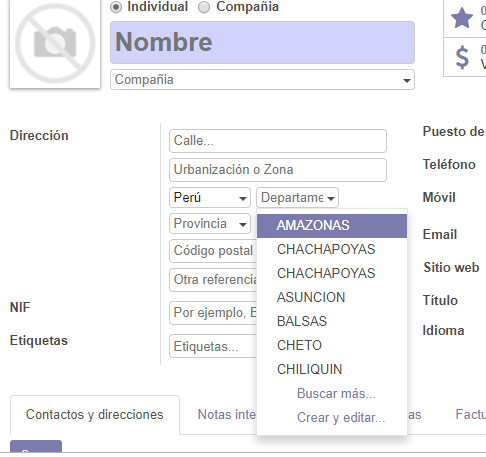 Individual Compañia
Nombre
Compañia
Dirección
Calle...
Urbanización o Zona
Perú Departame
Provincia
Código postal
Otra referencia
NIF
Por ejemplo,
Etiquetas
Etiquetas...
AMAZONAS
CHACHAPOYAS
CHACHAPOYAS
ASUNCION
BALSAS
CHETO
CHILIQUIN
Buscar más...
Crear y editar...
Puesto de
Teléfono
Móvil
Email
Sitio web
Título
Idioma
Contactos y direcciones Notas inte as Factu